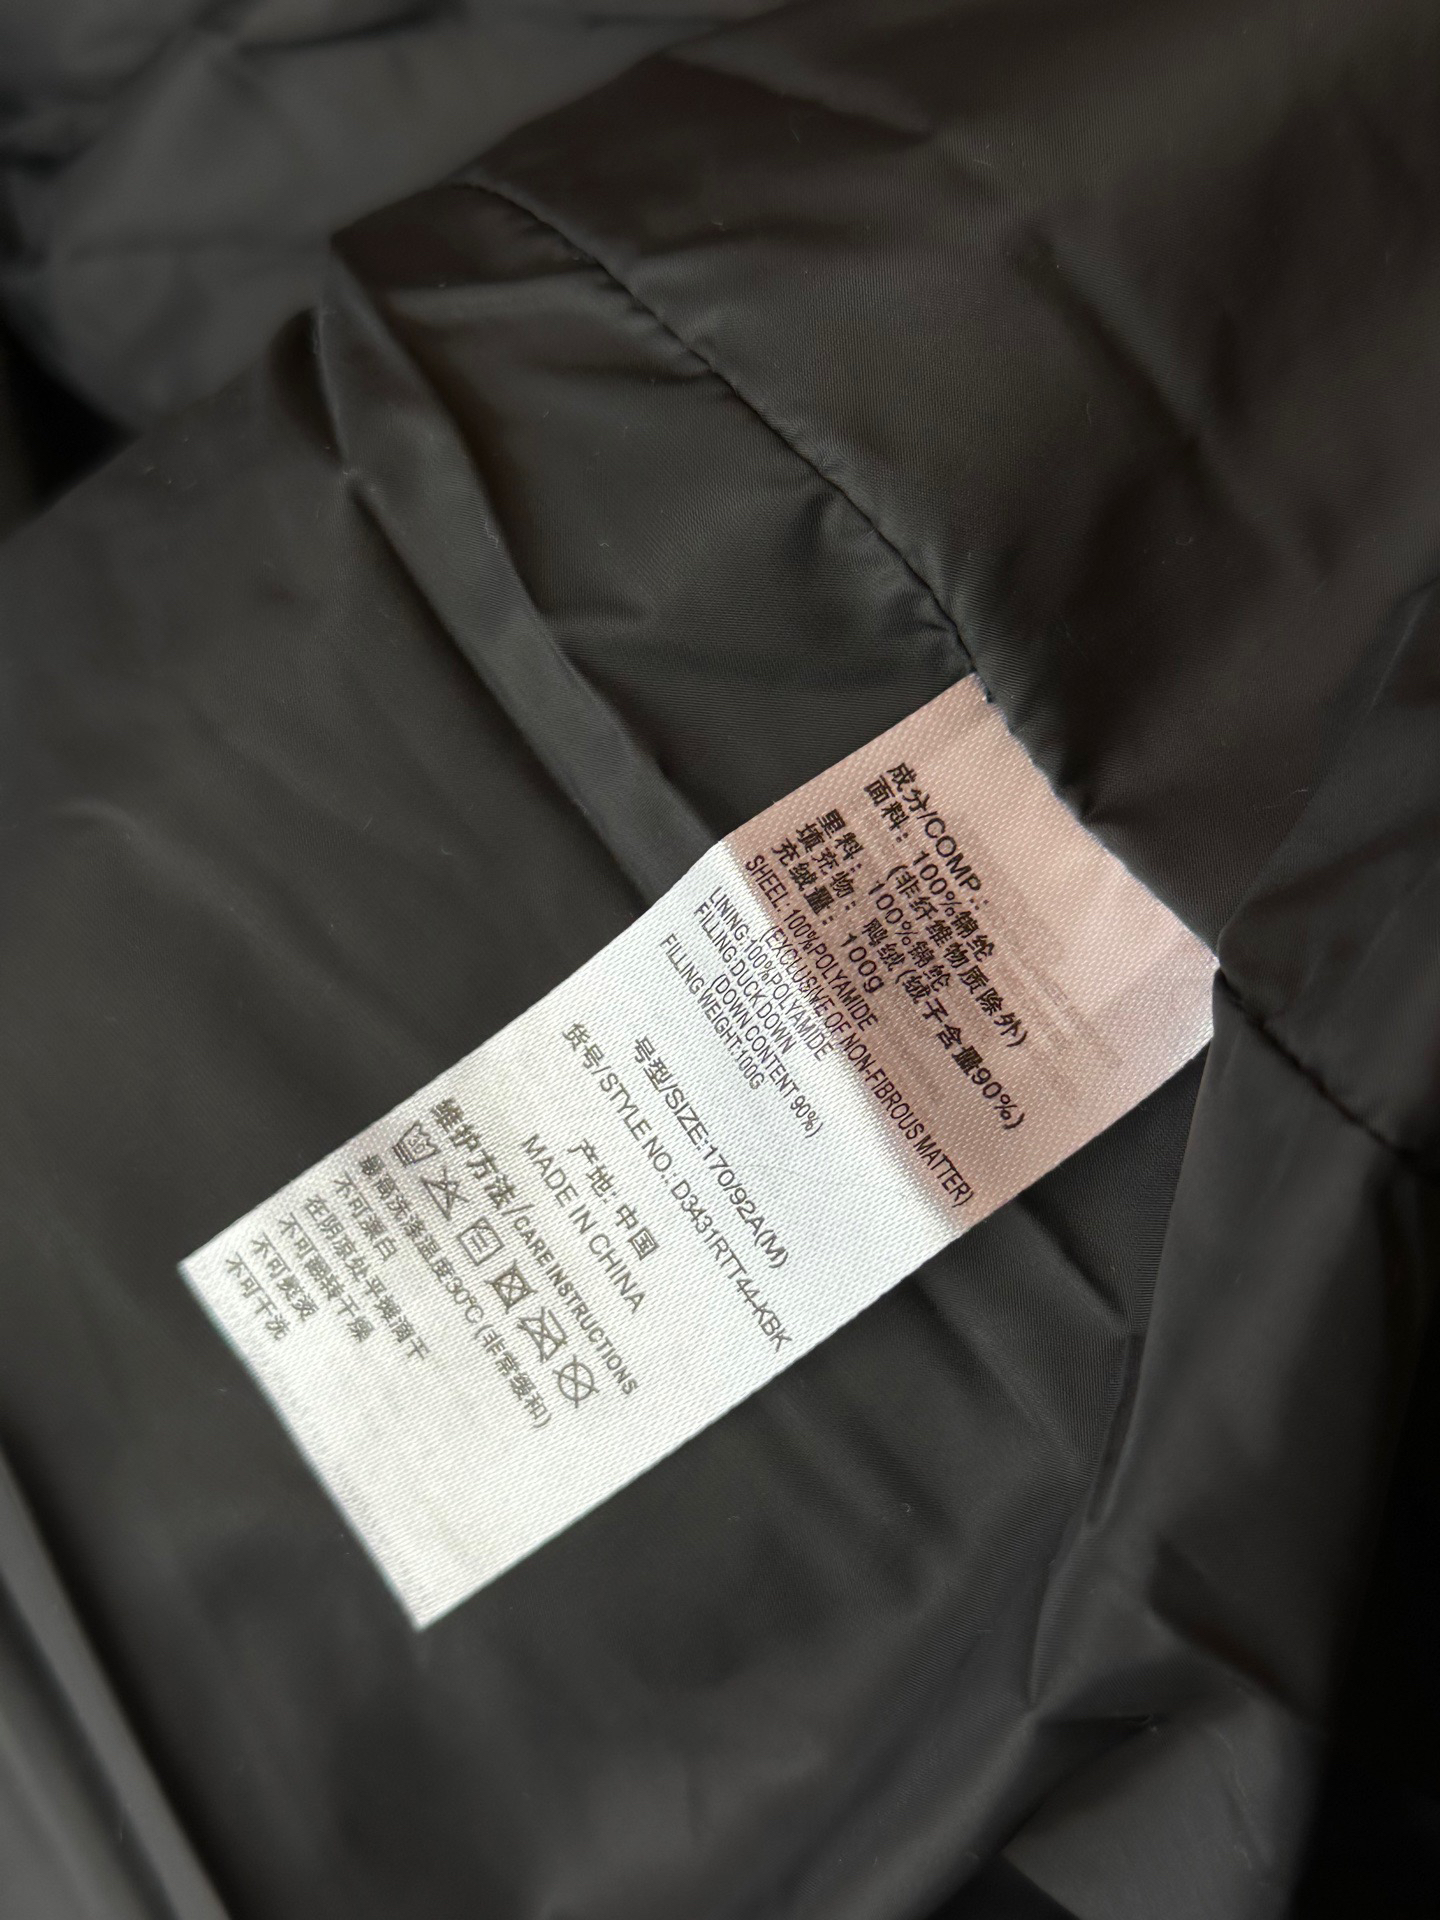 成分/COMP.:
面料: 100%锦纶
(非纤维物质除外)
里料: 100%锦纶
填充物: 鸭绒(绒子含量90%)
充绒量: 100g
SHEEL: 100%POLYAMIDE
(EXCLUSIVE OF NON-FIBROUS MATTER)
LINING:100%POLYAMIDE
FILLING:DUCK DOWN
(DOWN CONTENT 90%)
FILLING WEIGHT:100G
号型/SIZE:170/92A(M)
货号/STYLE NO.: D3431RTT44-KBK
产地: 中国
MADE IN CHINA
维护方法/CARE INSTRUCTIONS
最高洗涤温度30℃(非常缓和)
不可漂白
在阴凉处平摊滴干
不可翻转干燥
不可熨烫
不可干洗